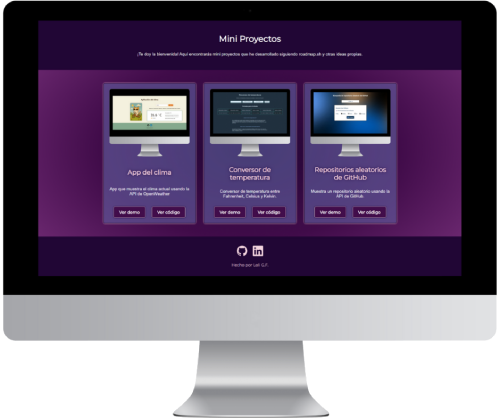 Mini Proyectos
¡Te doy la bienvenida! Aquí encontrarás mini proyectos que he desarrollado siguiendo roadmap.sh y otras ideas propias.
App del clima
App que muestra el clima actual usando la
API de OpenWeather
Ver demo
Ver código
Conversor de
temperatura
Conversor de temperatura entre
Fahrenheit, Celsius y Kelvin.
Ver demo
Ver código
Repositorios aleatorios
de GitHub
Muestra un repositorio aleatorio usando la
API de GitHub.
Ver demo
Ver código
in
Hecho por Lali G.F.